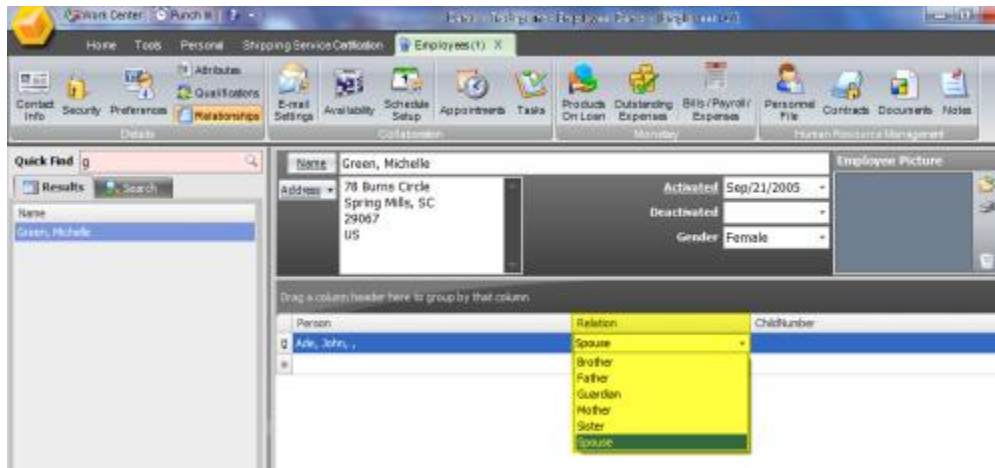 Work Center Punch In
Home Tools Personal Shipping Service Certification Employees(1) X
Contact Info
Security
Preferences
Attributes
Qualifications
Relationships
E-mail Settings
Availability
Schedule Setup
Appointments
Tasks
Products On Loan
Outstanding Expenses
Bills/Payroll/ Expenses
Personnel File
Contracts
Documents
Notes
Details
Collaboration
Monetary
Human Resource Management
Quick Find g
Results Search
Name
Green, Michelle
Name Green, Michelle
Address 78 Burns Circle
Spring Mills, SC
29067
US
Activated Sep/21/2005
Deactivated
Gender Female
Employee Picture
Drag a column header here to group by that column
Person Relation ChildNumber
Ade, John, , Spouse
Brother
Father
Guardian
Mother
Sister
Spouse